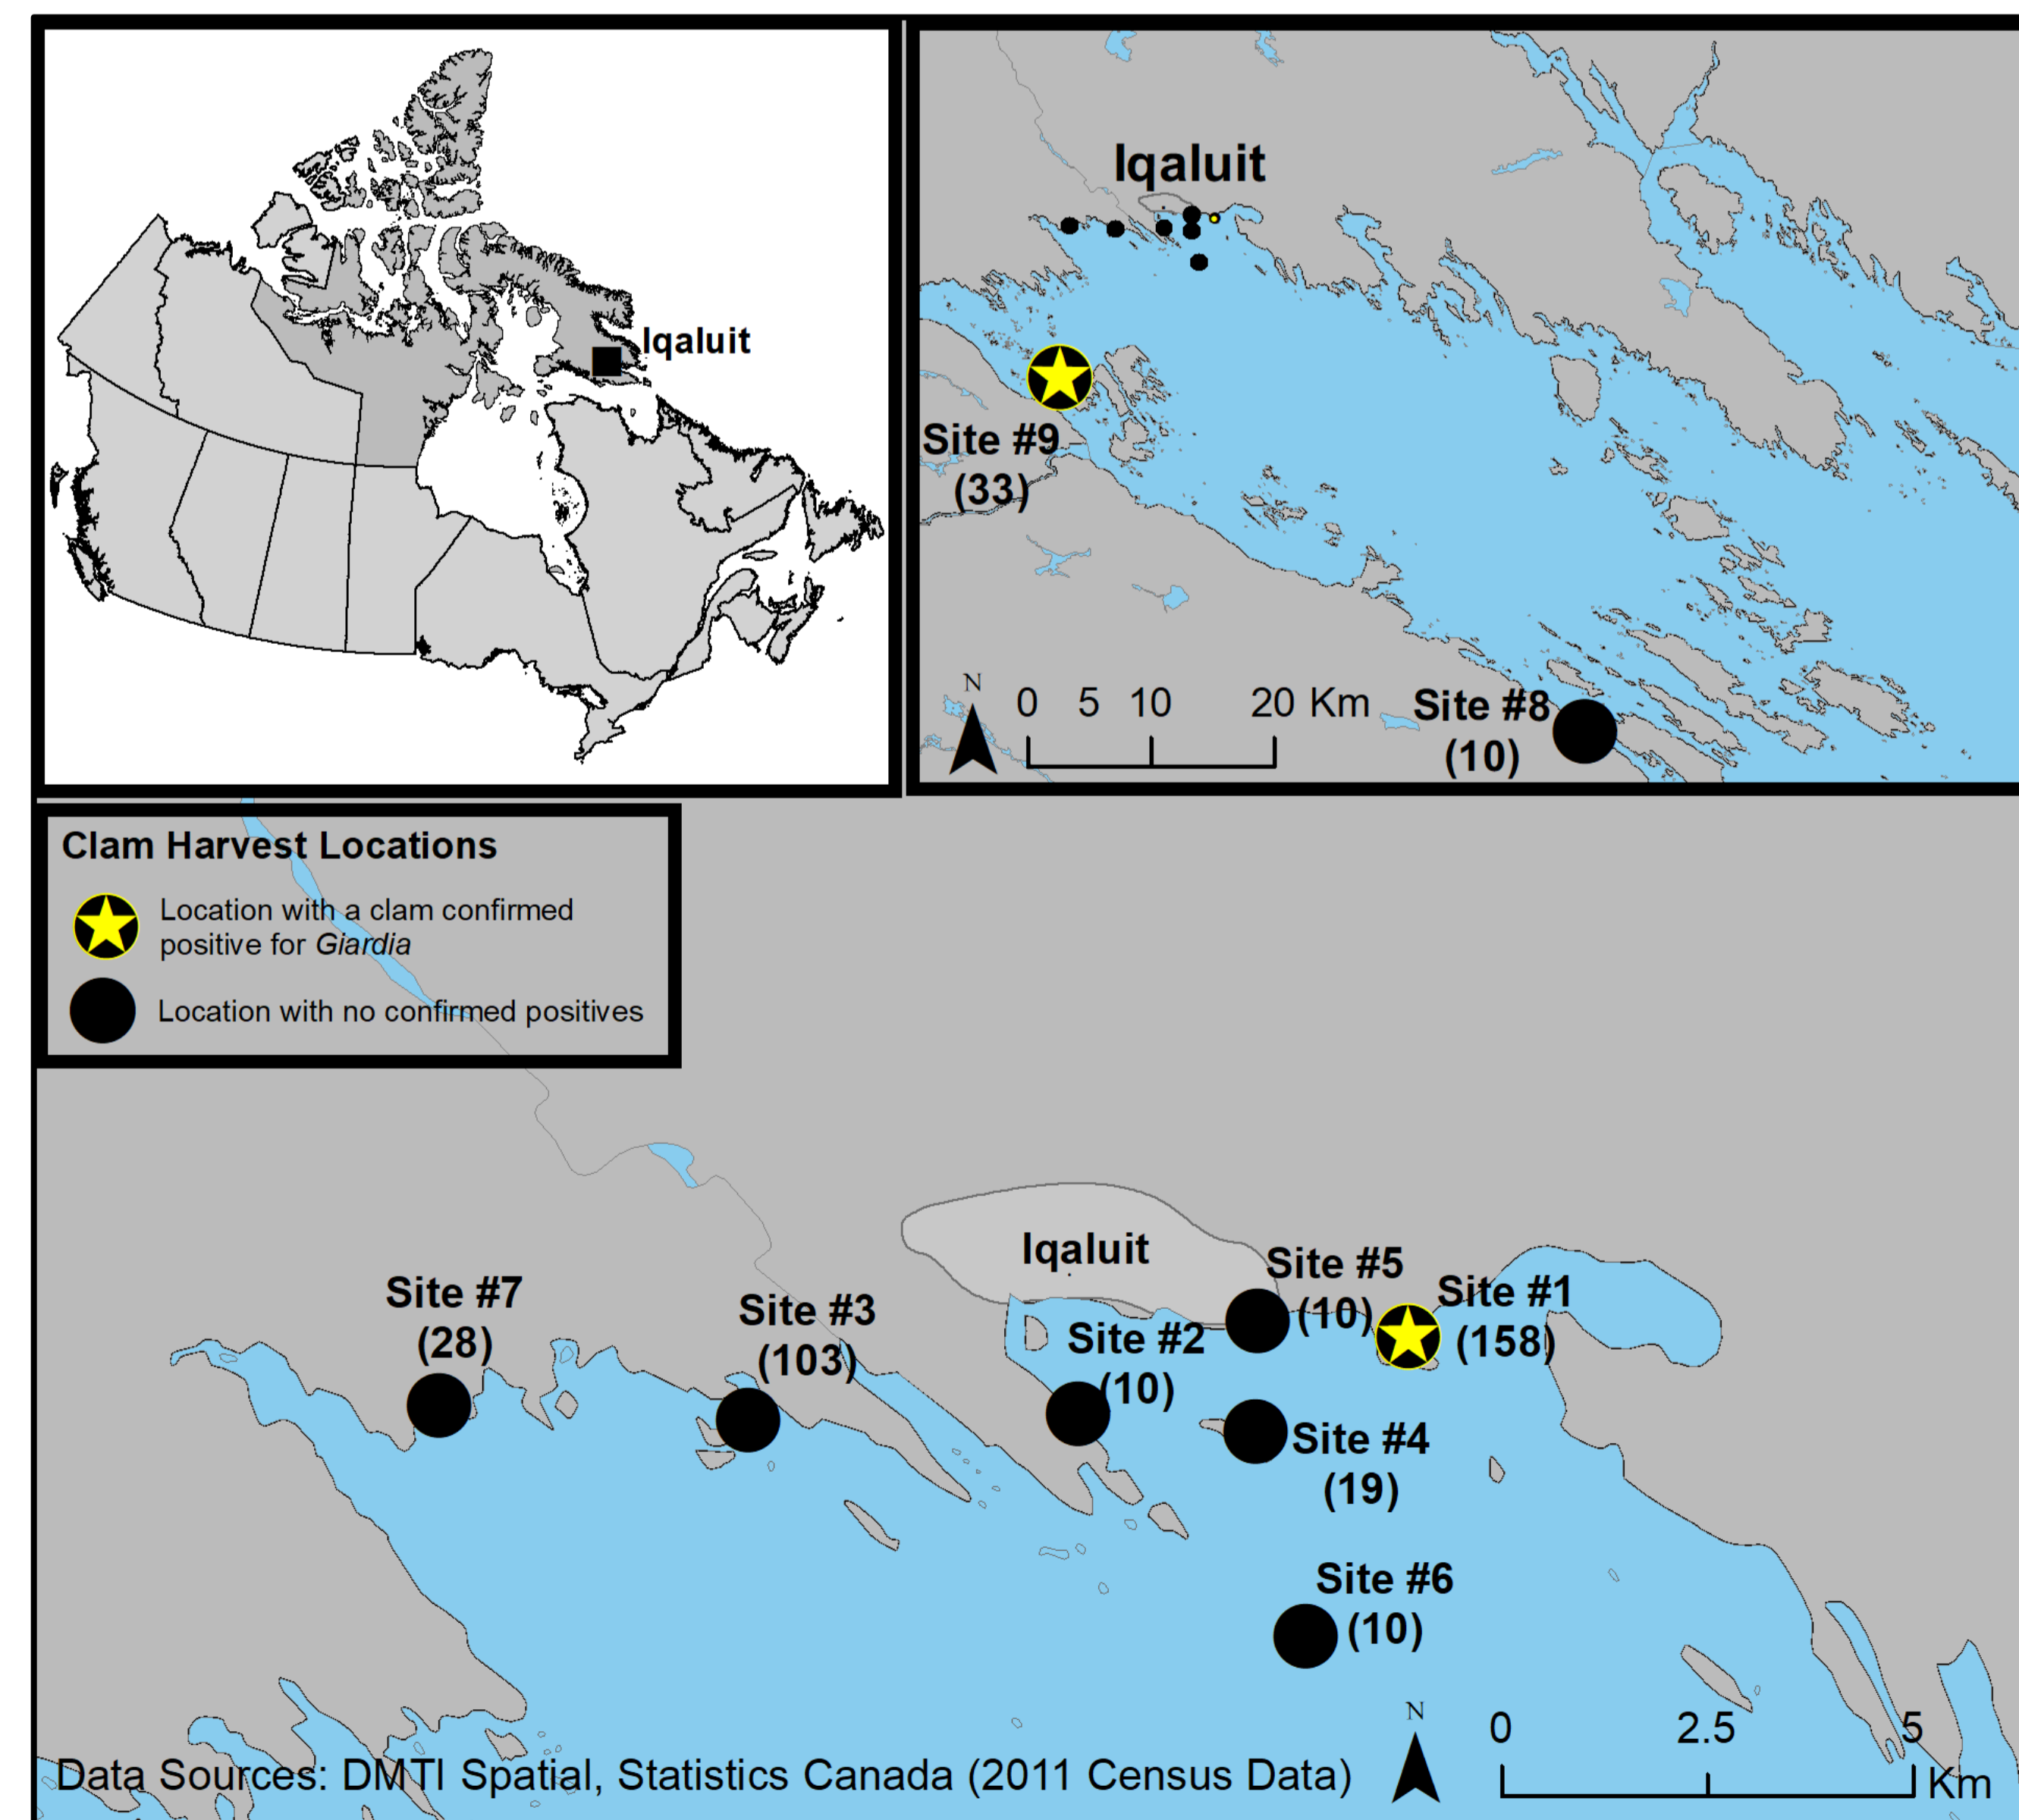 Iqaluit
Iqaluit
Site #9
(33)
N
0 5 10 20 Km
Site #8
(10)
Clam Harvest Locations
Location with a clam confirmed
positive for Giardia
Location with no confirmed positives
Iqaluit
Site #7
(28)
Site #3
(103)
Site #2
(10)
Site #5
(10)
Site #1
(158)
Site #4
(19)
Site #6
(10)
N
0 2.5 5
Km
Data Sources: DMTI Spatial, Statistics Canada (2011 Census Data)